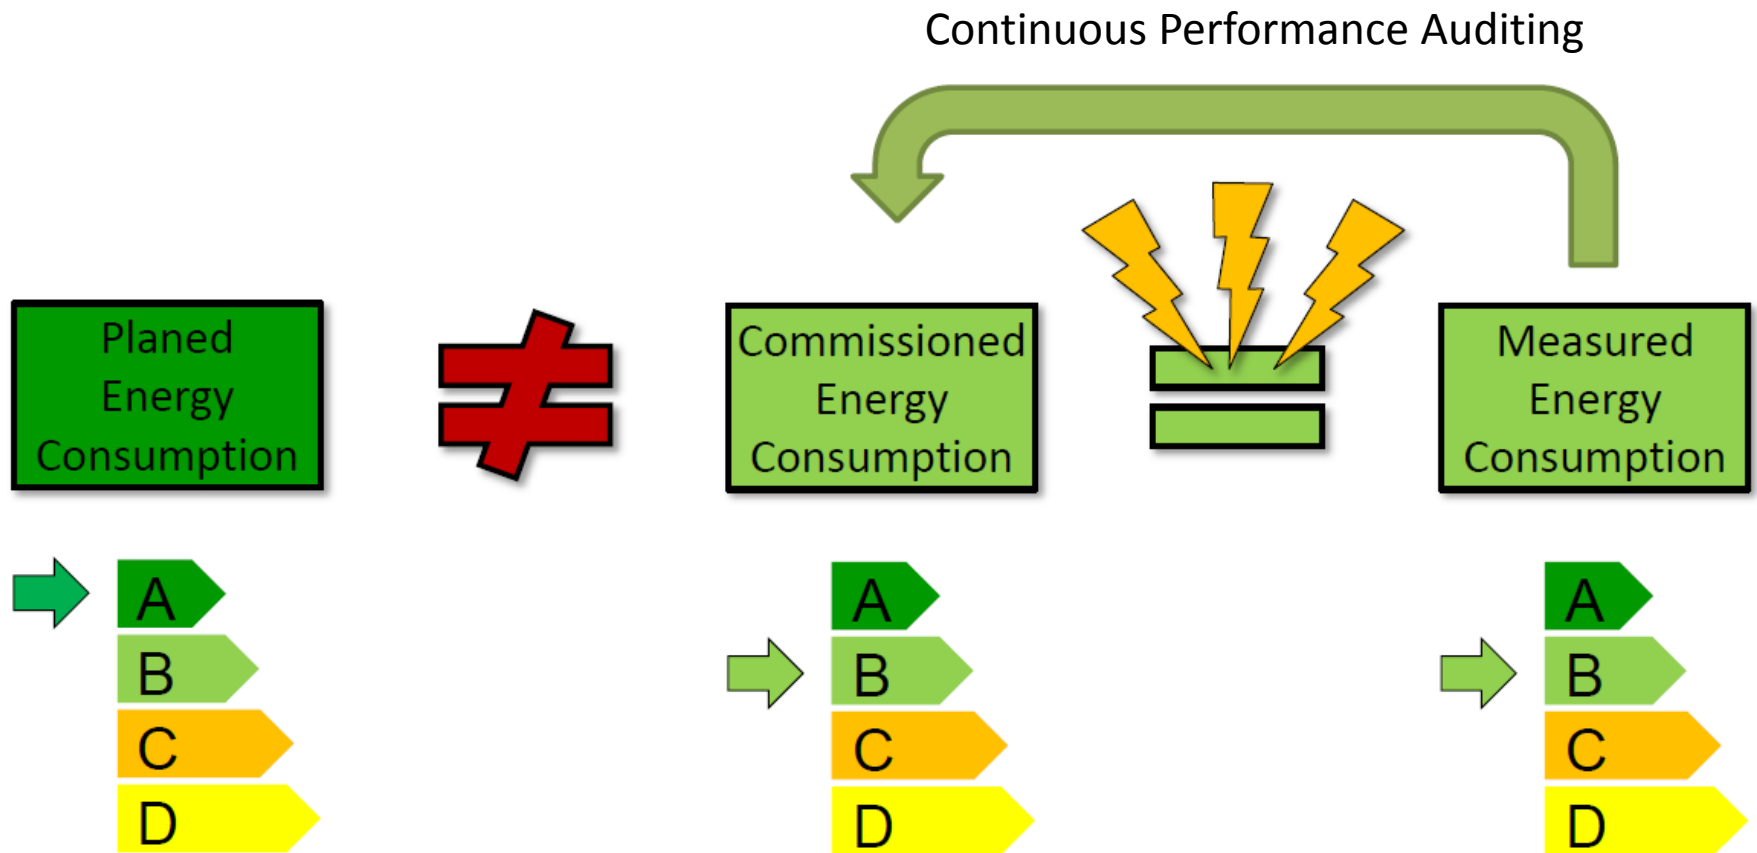 Continuous Performance Auditing
Planed
Energy
Consumption
Commissioned
Energy
Consumption
Measured
Energy
Consumption
A
B
C
D
A
B
C
D
A
B
C
D